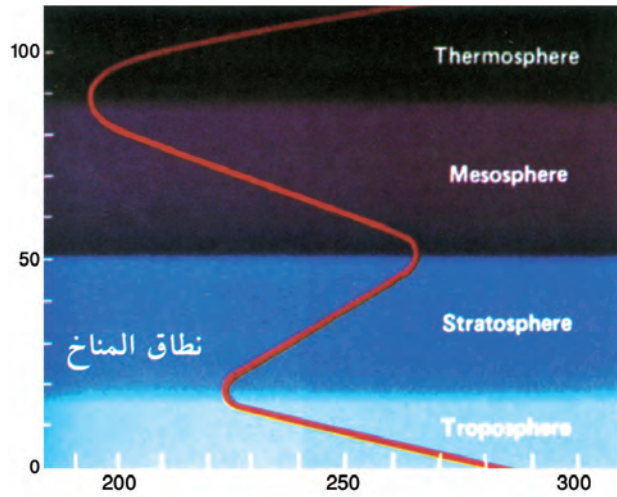 100
Thermosphere
Mesosphere
50
Stratosphere
نطاق المناخ
Troposphere
0
200 250 300